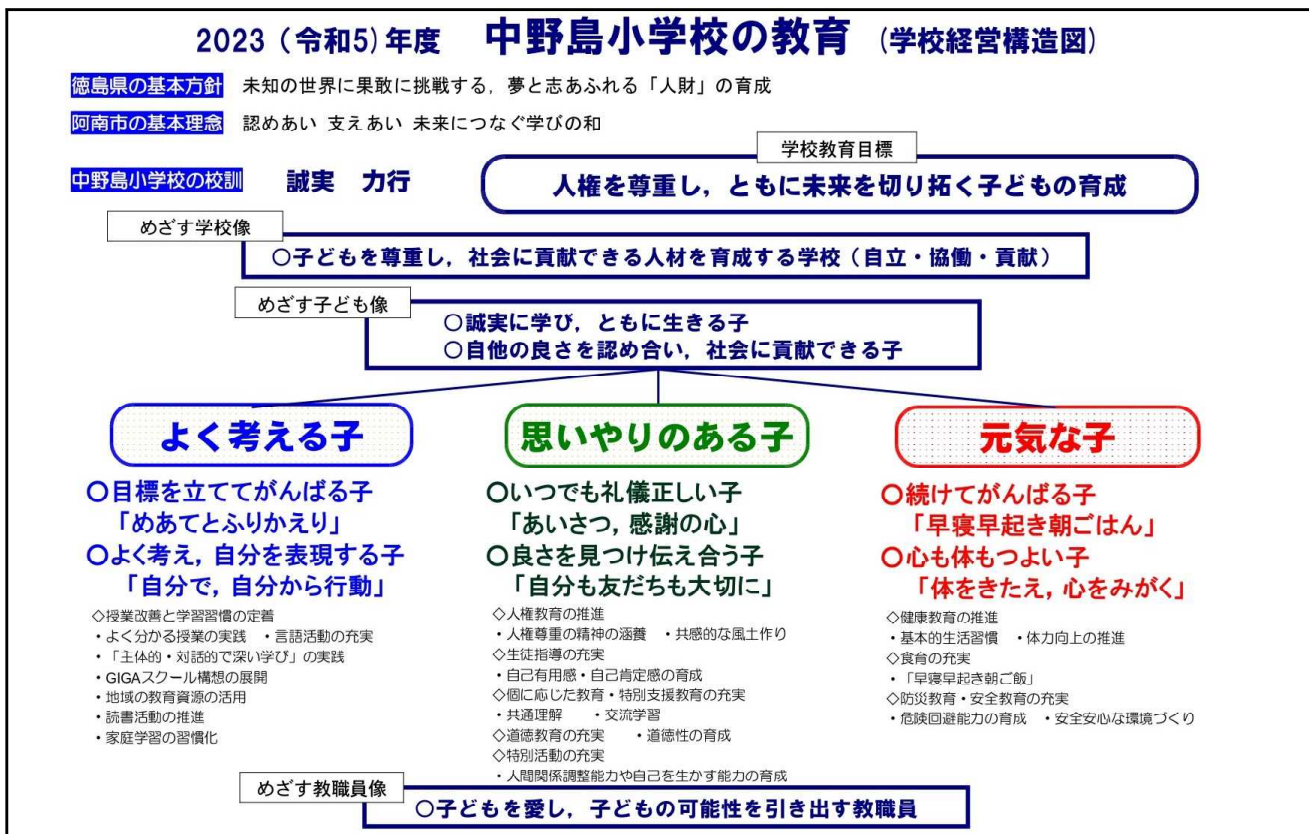 2023（令和5）年度　中野島小学校の教育（学校経営構造図）
徳島県の基本方針　未知の世界に果敢に挑戦する，夢と志あふれる「人財」の育成
阿南市の基本理念　認めあい 支えあい 未来につなぐ学びの和
中野島小学校の校訓　誠実　力行
学校教育目標
人権を尊重し，ともに未来を切り拓く子どもの育成
めざす学校像
○子どもを尊重し，社会に貢献できる人材を育成する学校（自立・協働・貢献）
めざす子ども像
○誠実に学び，ともに生きる子
○自他の良さを認め合い，社会に貢献できる子
よく考える子
○目標を立ててがんばる子
「めあてとふりかえり」
○よく考え，自分を表現する子
「自分で，自分から行動」
◇授業改善と学習習慣の定着
・よく分かる授業の実践　・言語活動の充実
・「主体的・対話的で深い学び」の実践
・GIGAスクール構想の展開
・地域の教育資源の活用
・読書活動の推進
・家庭学習の習慣化
思いやりのある子
○いつでも礼儀正しい子
「あいさつ，感謝の心」
○良さを見つけ伝え合う子
「自分も友だちも大切に」
◇人権教育の推進
・人権尊重の精神の涵養　・共感的な風土作り
◇生徒指導の充実
・自己有用感・自己肯定感の育成
◇個に応じた教育・特別支援教育の充実
・共通理解　・交流学習
◇道徳教育の充実　・道徳性の育成
◇特別活動の充実
・人間関係調整能力や自己を生かす能力の育成
元気な子
○続けてがんばる子
「早寝早起き朝ごはん」
○心も体もつよい子
「体をきたえ，心をみがく」
◇健康教育の推進
・基本的生活習慣　・体力向上の推進
◇食育の充実
・「早寝早起き朝ご飯」
◇防災教育・安全教育の充実
・危険回避能力の育成　・安全安心な環境づくり
めざす教職員像
○子どもを愛し，子どもの可能性を引き出す教職員